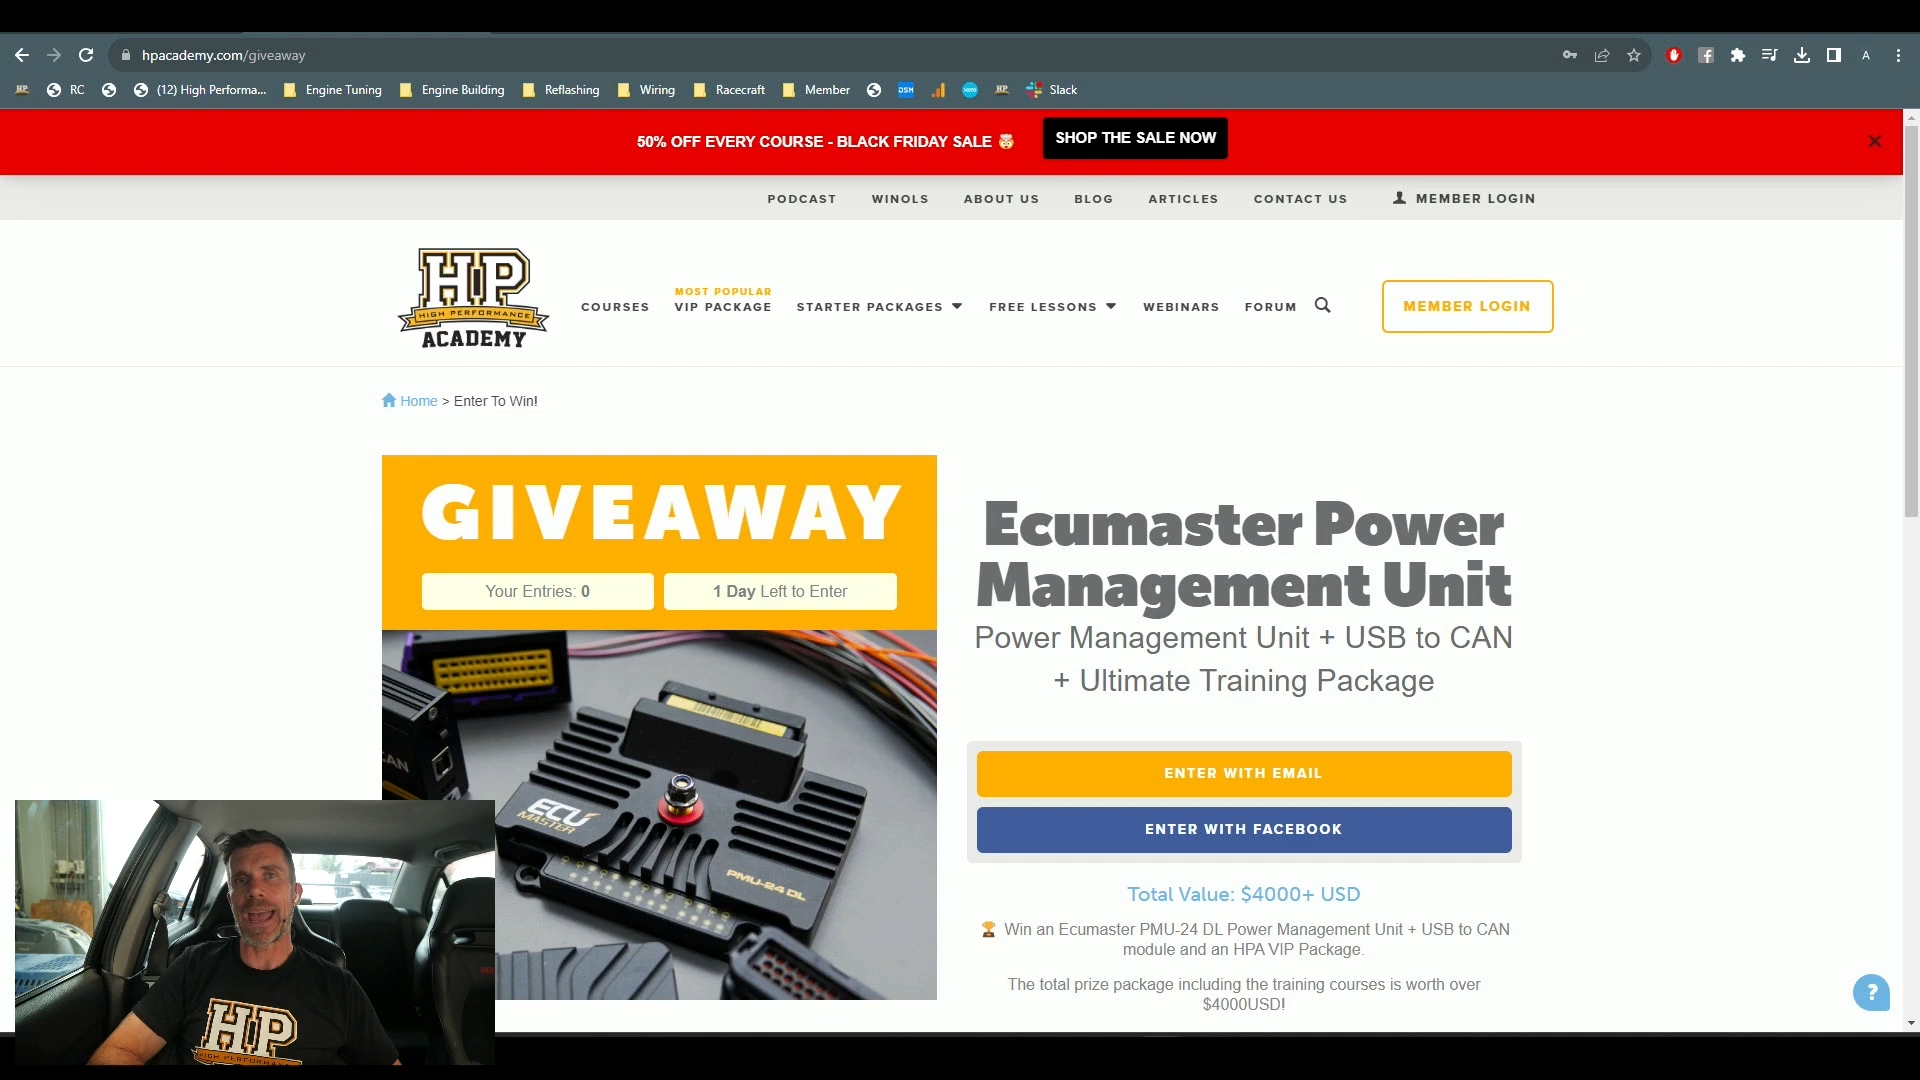 hpacademy.com/giveaway
A
RC
(12) High Performa...
Engine Tuning
Engine Building
Reflashing
Wiring
Racecraft
Member
Slack
50% OFF EVERY COURSE - BLACK FRIDAY SALE 🤯
SHOP THE SALE NOW
PODCAST
WINOLS
ABOUT US
BLOG
ARTICLES
CONTACT US
MEMBER LOGIN
HP
HIGH PERFORMANCE
ACADEMY
COURSES
MOST POPULAR
VIP PACKAGE
STARTER PACKAGES
FREE LESSONS
WEBINARS
FORUM
MEMBER LOGIN
Home > Enter To Win!
GIVEAWAY
Your Entries: 0
1 Day Left to Enter
CAN
ECU
MASTER
PMU-24 DL
Ecumaster Power
Management Unit
Power Management Unit + USB to CAN
+ Ultimate Training Package
ENTER WITH EMAIL
ENTER WITH FACEBOOK
Total Value: $4000+ USD
🏆 Win an Ecumaster PMU-24 DL Power Management Unit + USB to CAN
module and an HPA VIP Package.
The total prize package including the training courses is worth over
$4000USD!
?
HP
HIGH PERFORMANCE